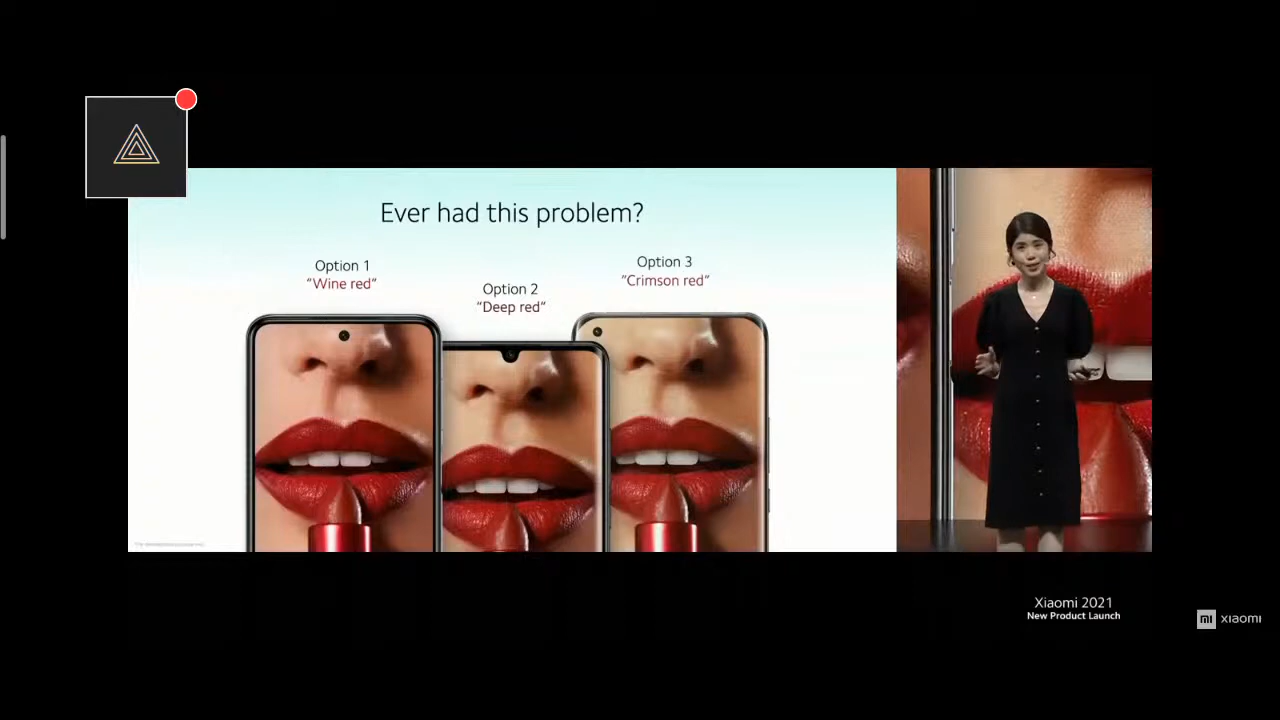 Ever had this problem?
Option 1
“Wine red”
Option 2
“Deep red”
Option 3
“Crimson red”
Xiaomi 2021
New Product Launch
mi xiaomi